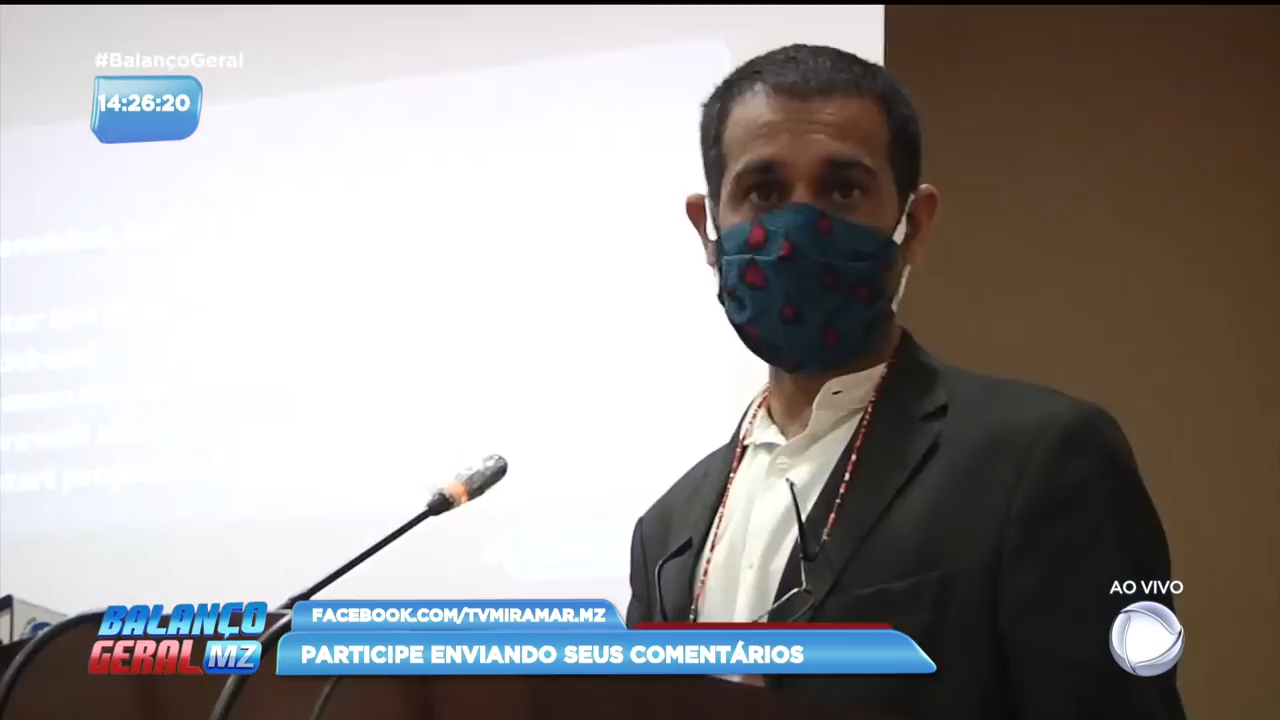 #BalançoGeral
14:26:20
AO VIVO
BALANÇO
GERAL MZ
FACEBOOK.COM/TVMIRAMAR.MZ
PARTICIPE ENVIANDO SEUS COMENTÁRIOS